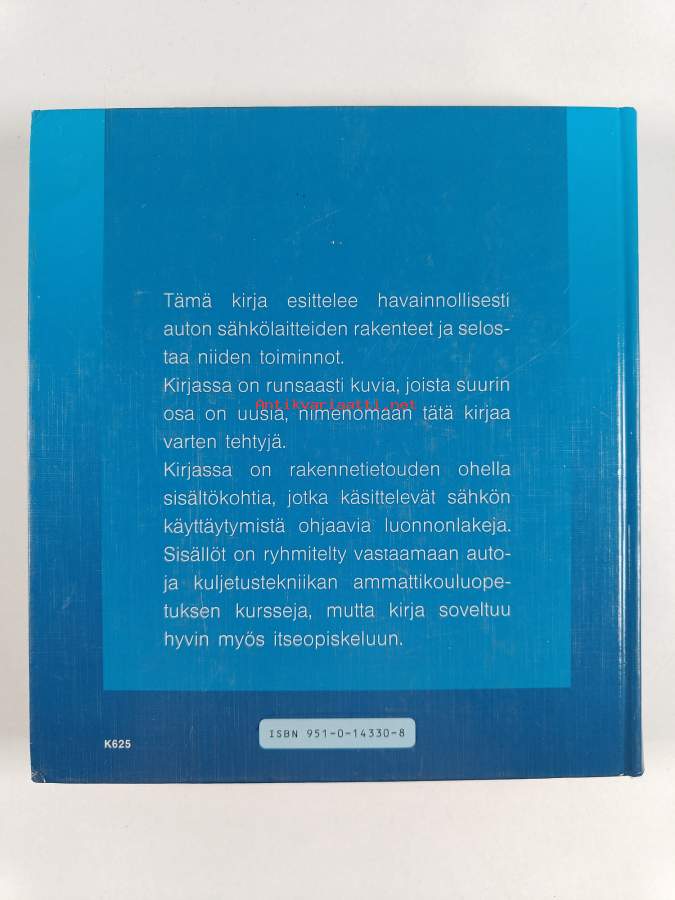 Tämä kirja esittelee havainnollisesti
auton sähkölaitteiden rakenteet ja selos-
taa niiden toiminnot.
Kirjassa on runsaasti kuvia, joista suurin
Antikvariaatti.net
osa on uusia, nimenomaan tätä kirjaa
varten tehtyjä.
Kirjassa on rakennetietouden ohella
sisältökohtia, jotka käsittelevät sähkön
käyttäytymistä ohjaavia luonnonlakeja.
Sisällöt on ryhmitelty vastaamaan auto-
ja kuljetustekniikan ammattikouluope-
tuksen kursseja, mutta kirja soveltuu
hyvin myös itseopiskeluun.
ISBN 951-0-14330-8
K625